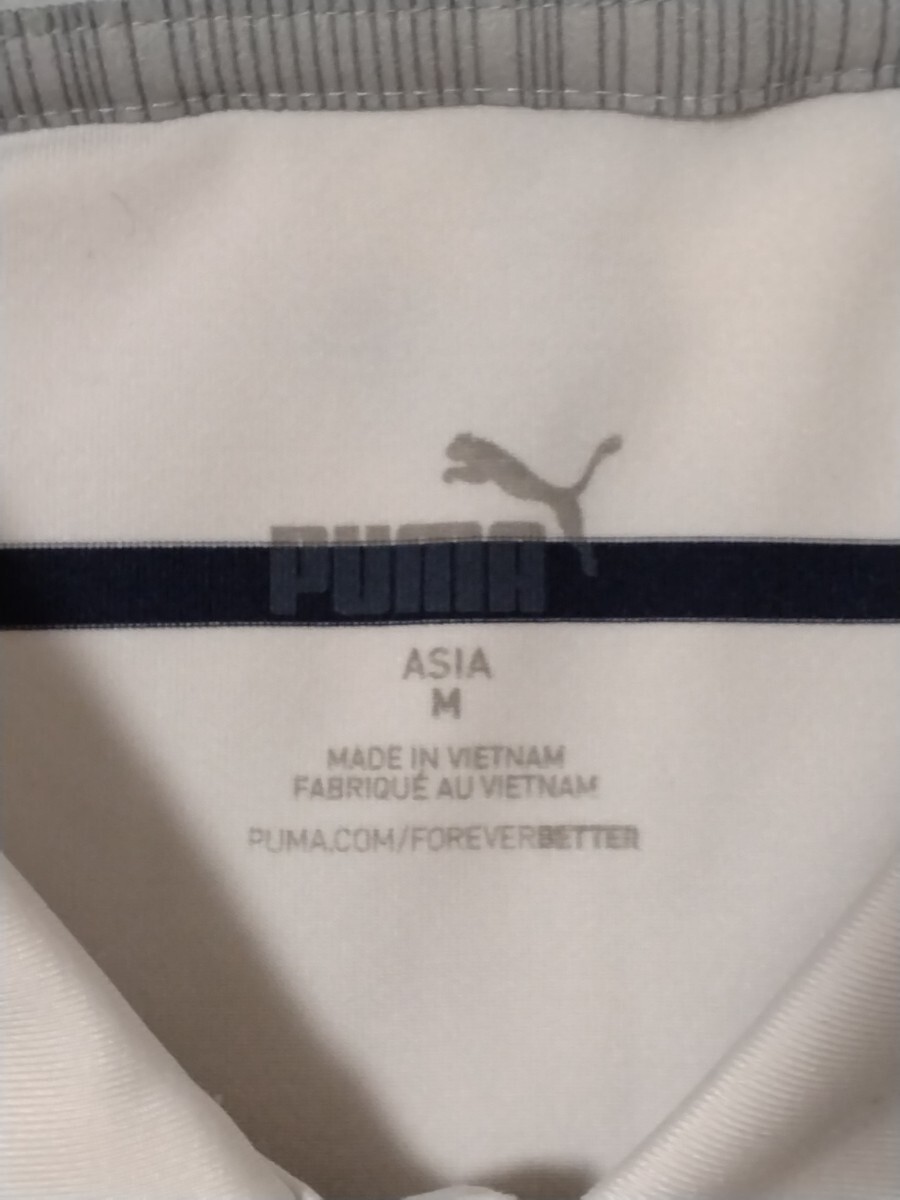 PUMA
ASIA
M
MADE IN VIETNAM
FABRIQUÉ AU VIETNAM
PUMA.COM/FOREVERBETTER